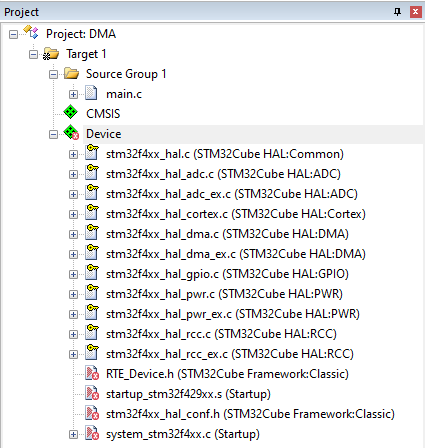 Project
Project: DMA
Target 1
Source Group 1
main.c
CMSIS
Device
stm32f4xx_hal.c (STM32Cube HAL:Common)
stm32f4xx_hal_adc.c (STM32Cube HAL:ADC)
stm32f4xx_hal_adc_ex.c (STM32Cube HAL:ADC)
stm32f4xx_hal_cortex.c (STM32Cube HAL:Cortex)
stm32f4xx_hal_dma.c (STM32Cube HAL:DMA)
stm32f4xx_hal_dma_ex.c (STM32Cube HAL:DMA)
stm32f4xx_hal_gpio.c (STM32Cube HAL:GPIO)
stm32f4xx_hal_pwr.c (STM32Cube HAL:PWR)
stm32f4xx_hal_pwr_ex.c (STM32Cube HAL:PWR)
stm32f4xx_hal_rcc.c (STM32Cube HAL:RCC)
stm32f4xx_hal_rcc_ex.c (STM32Cube HAL:RCC)
RTE_Device.h (STM32Cube Framework:Classic)
startup_stm32f429xx.s (Startup)
stm32f4xx_hal_conf.h (STM32Cube Framework:Classic)
system_stm32f4xx.c (Startup)